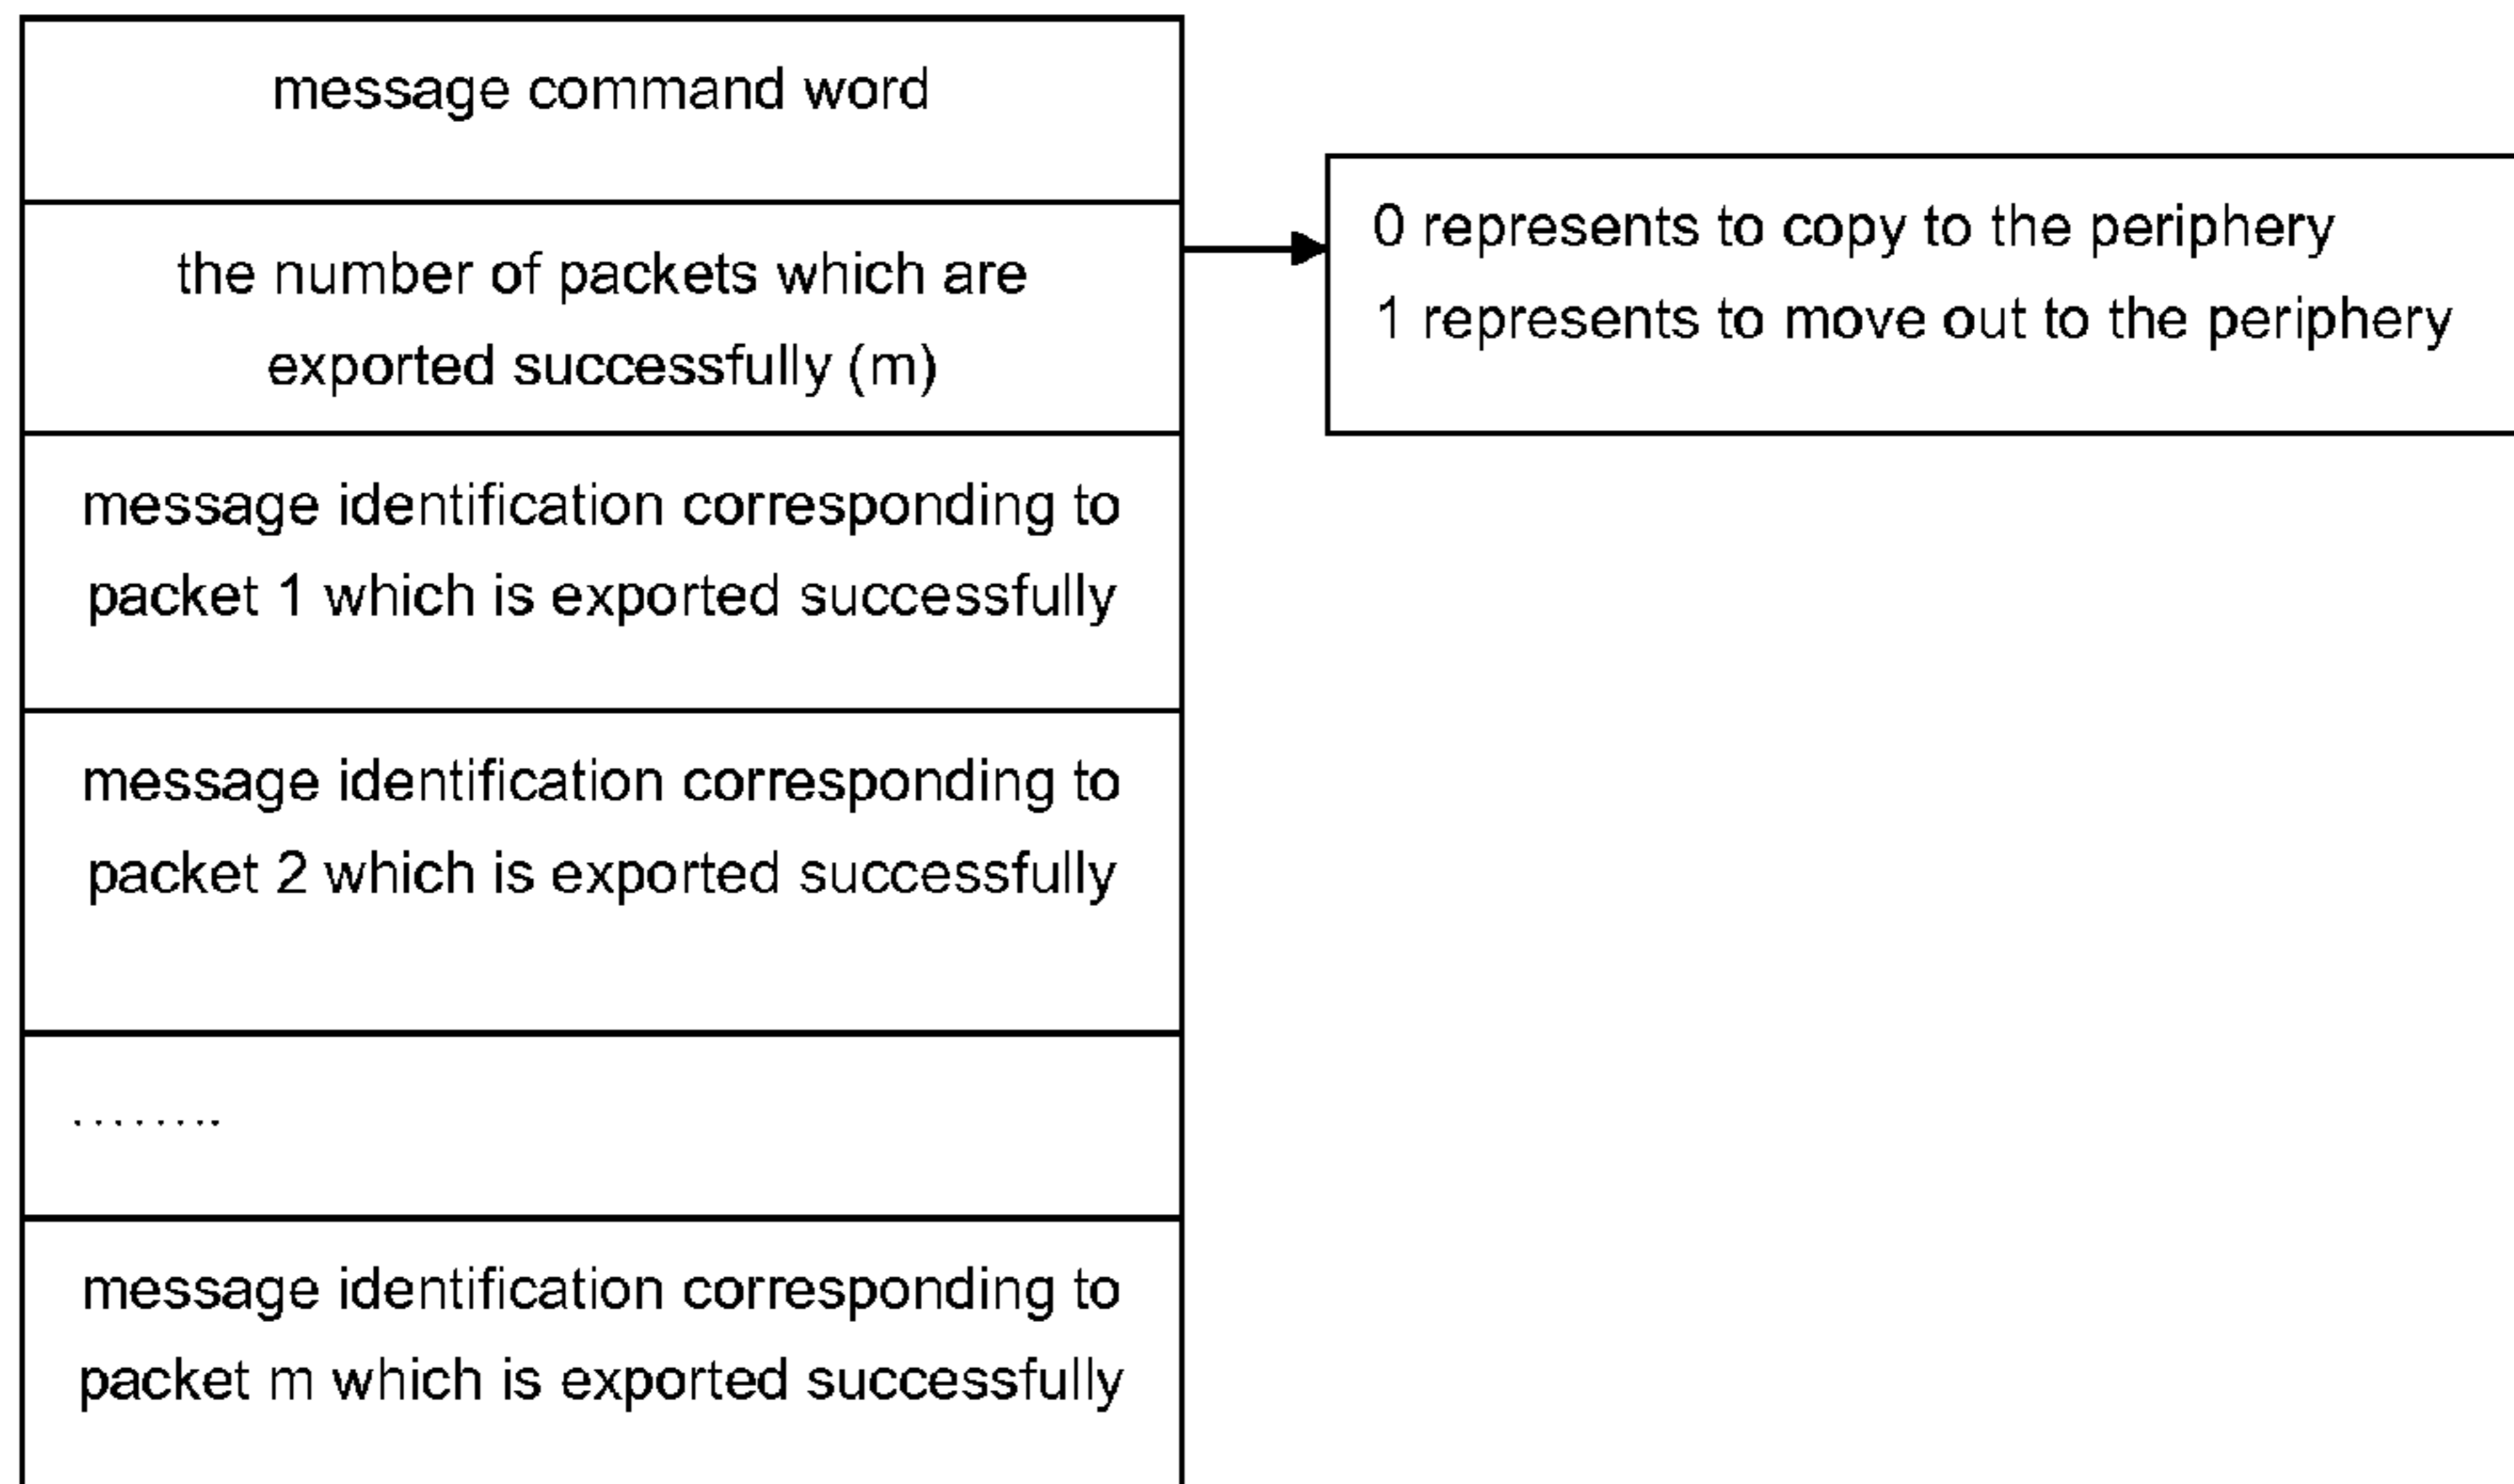 message command word
the number of packets which are
exported successfully (m)
0 represents to copy to the periphery
1 represents to move out to the periphery
message identification corresponding to
packet 1 which is exported successfully
message identification corresponding to
packet 2 which is exported successfully
........
message identification corresponding to
packet m which is exported successfully